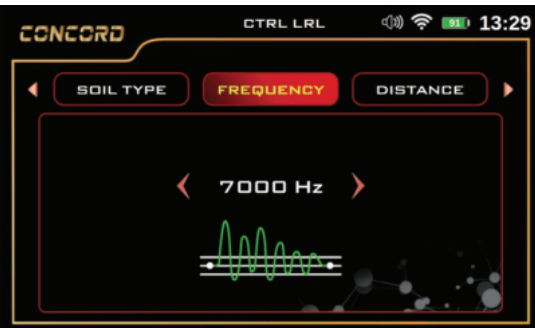 CONCORD
CTRL LRL
91
13:29
SOIL TYPE
FREQUENCY
DISTANCE
7000 Hz